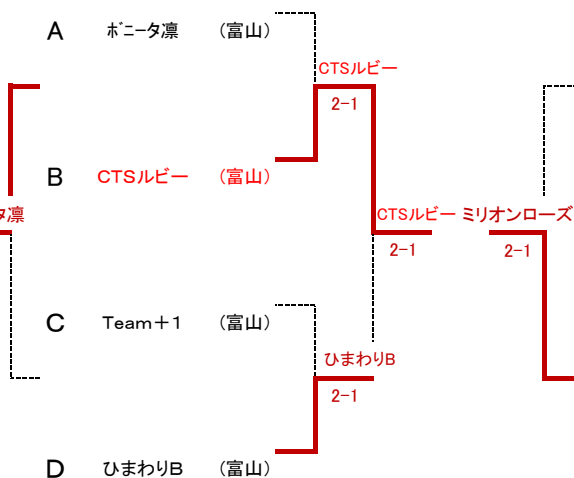 A ボニータ凛 (富山)
CTSルビー
2-1
B CTSルビー (富山)
タ凛
CTSルビー ミリオンローズ
2-1 2-1
C Team+1 (富山)
ひまわりB
2-1
D ひまわりB (富山)